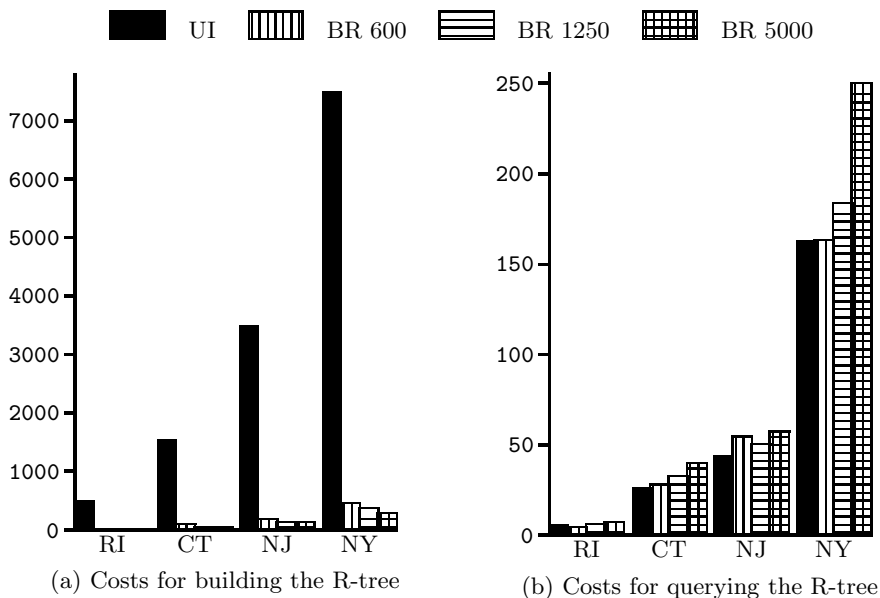 UI BR 600 BR 1250 BR 5000
7000
6000
5000
4000
3000
2000
1000
0
RI CT NJ NY
(a) Costs for building the R-tree
250
200
150
100
50
0
RI CT NJ NY
(b) Costs for querying the R-tree